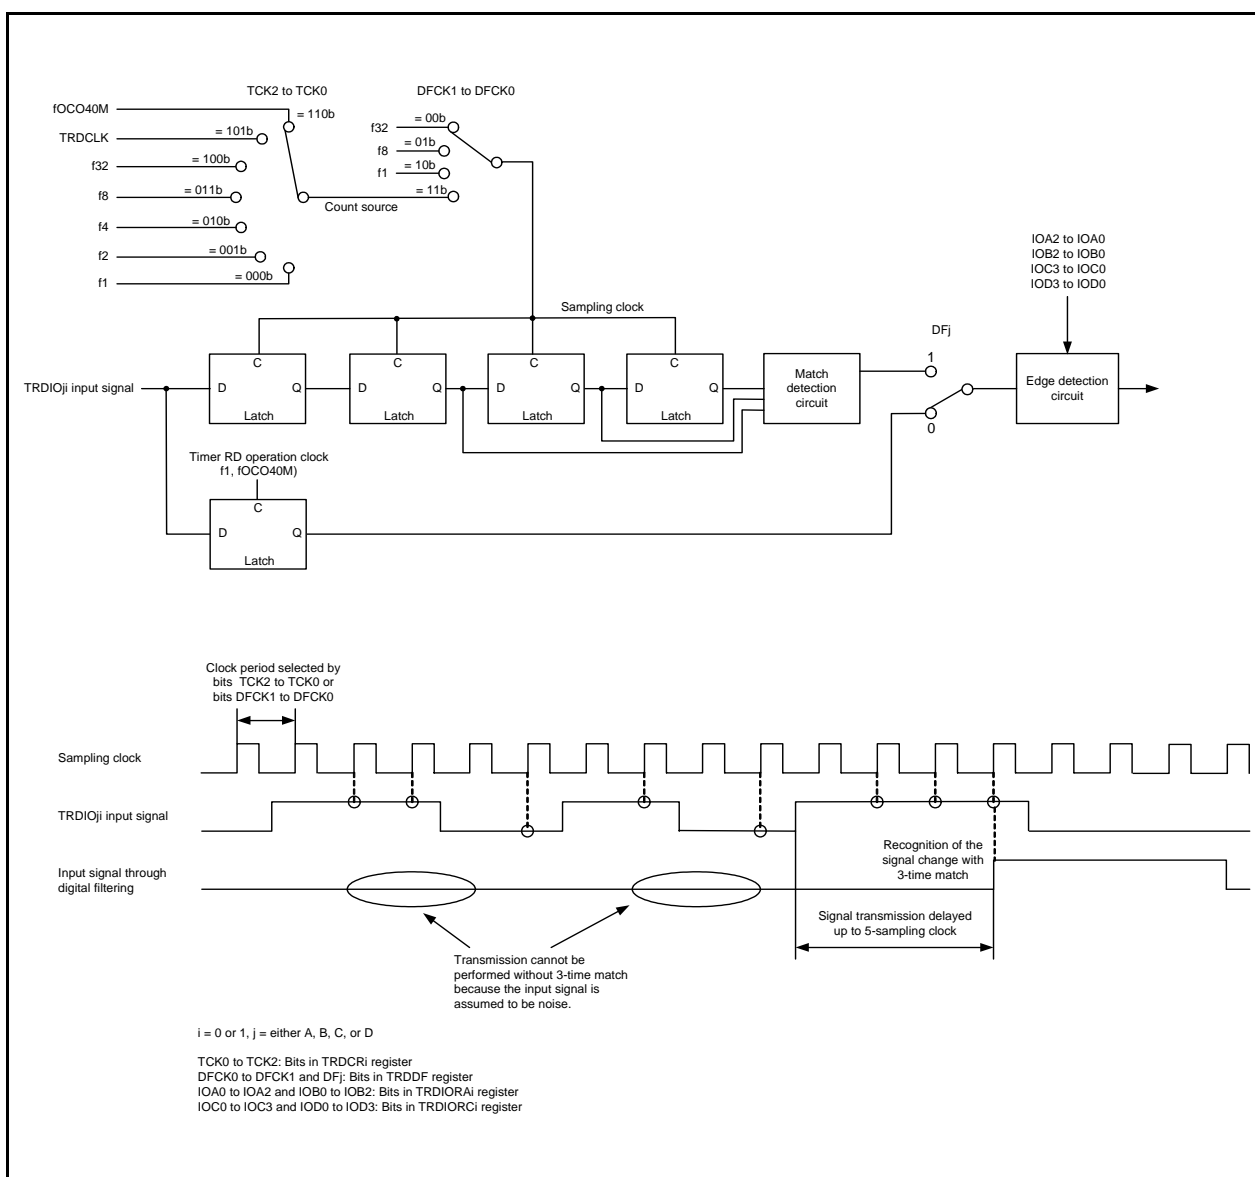 TCK2 to TCK0
DFCK1 to DFCK0
fOCO40M
= 110b
TRDCLK
= 101b
f32
= 100b
f8
= 011b
f4
= 010b
f2
= 001b
f1
= 000b
f32
= 00b
f8
= 01b
f1
= 10b
= 11b
Count source
IOA2 to IOA0
IOB2 to IOB0
IOC3 to IOC0
IOD3 to IOD0
Sampling clock
DFj
TRDIOji input signal
C
D
Q
Latch
C
D
Q
Latch
C
D
Q
Latch
C
D
Q
Latch
Match
detection
circuit
1
0
Edge detection
circuit
Timer RD operation clock
f1, fOCO40M)
C
D
Q
Latch
Clock period selected by
bits TCK2 to TCK0 or
bits DFCK1 to DFCK0
Sampling clock
TRDIOji input signal
Recognition of the
signal change with
3-time match
Input signal through
digital filtering
Signal transmission delayed
up to 5-sampling clock
Transmission cannot be
performed without 3-time match
because the input signal is
assumed to be noise.
i = 0 or 1, j = either A, B, C, or D
TCK0 to TCK2: Bits in TRDCRi register
DFCK0 to DFCK1 and DFj: Bits in TRDDF register
IOA0 to IOA2 and IOB0 to IOB2: Bits in TRDIORAi register
IOC0 to IOC3 and IOD0 to IOD3: Bits in TRDIORCi register